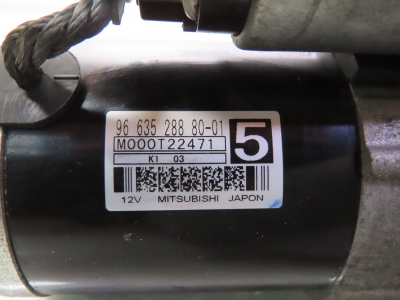 96 635 288 80-01
M000T22471
5
K1 03
12V MITSUBISHI JAPON